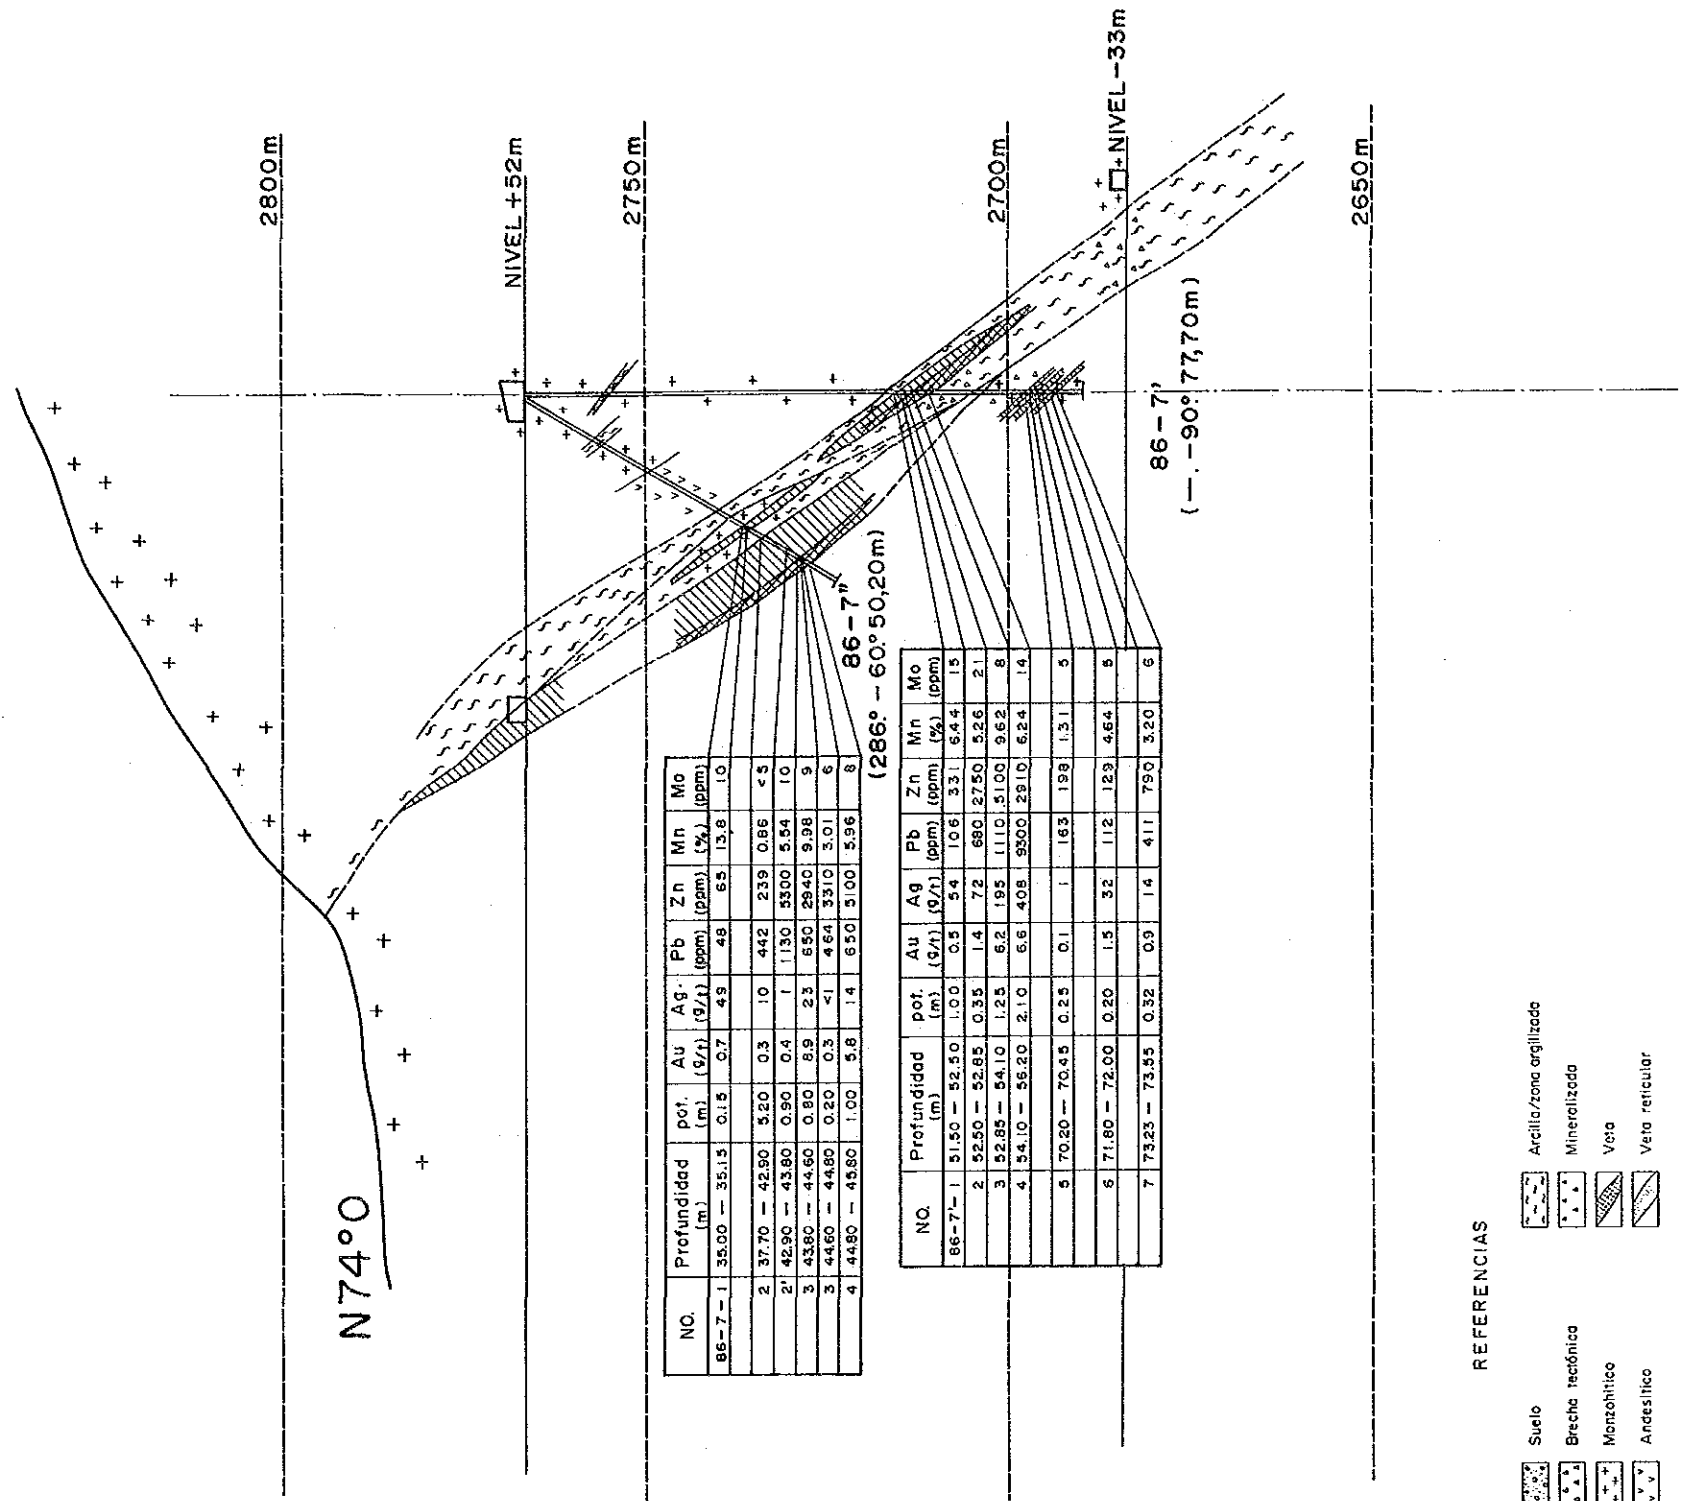 N74°O
2800m
NIVEL +52m
2750m
2700m
NIVEL -33m
2650m
86-7"
(286° - 60° 50,20m)
86-7'
(—. -90° 77,70m)
NO. Profundidad (m) pot. (m) Au (g/t) Ag. (g/t) Pb (ppm) Zn (ppm) Mn (%) Mo (ppm)
86-7-1 35.00 — 35.15 0.15 0.7 49 48 65 13.8 10
2 37.70 — 42.90 5.20 0.3 10 442 239 0.86 <5
2' 42.90 — 43.80 0.90 0.4 1 1130 5300 5.54 10
3 43.80 — 44.60 0.80 8.9 23 650 2940 9.98 9
3 44.60 — 44.80 0.20 0.3 <1 464 3310 3.01 6
4 44.80 — 45.80 1.00 5.8 14 650 5100 5.96 8
NO. Profundidad (m) pot. (m) Au (g/t) Ag (g/t) Pb (ppm) Zn (ppm) Mn (%) Mo (ppm)
86-7'-1 51.50 — 52.50 1.00 0.5 54 106 331 6.44 15
2 52.50 — 52.85 0.35 1.4 72 680 2750 5.26 21
3 52.85 — 54.10 1.25 6.2 195 1110 5100 9.62 8
4 54.10 — 56.20 2.10 6.6 408 9300 2910 6.24 14
5 70.20 — 70.45 0.25 0.1 1 163 198 1.31 5
6 71.80 — 72.00 0.20 1.5 32 112 129 4.64 5
7 73.23 — 73.55 0.32 0.9 14 411 790 3.20 6
REFERENCIAS
Suelo
Brecha tectónica
Monzohítico
Andesítico
Arcilla/zona argilizada
Mineralizada
Veta
Veta reticular